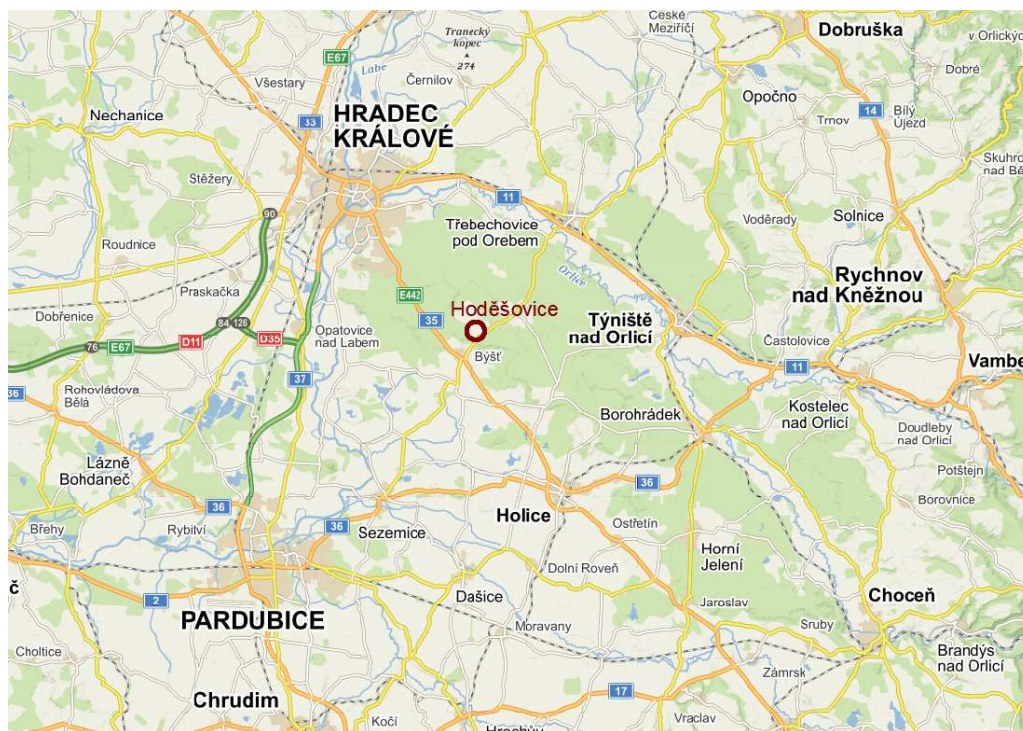 České
Meziříčí
Dobruška
v Orlickýc
Tranecký
kopec
274
E67
Labe
Všestary
Černilov
Dobré
Opočno
Nechanice
HRADEC
KRÁLOVÉ
33
14
Trnov
Bílý
Újezd
Skuhro
nad Bě
Stěžery
11
90
Třebechovice
pod Orebem
Voděrady
Solnice
Roudnice
Orlice
Rychnov
nad Kněžnou
Praskačka
E442
Hoděšovice
35
Dobřenice
84
126
Opatovice
nad Labem
Týniště
nad Orlicí
Častolovice
76
E67
D11
D35
Býšť
11
Vambe
37
36
Rohovládova
Bělá
Borohrádek
Kostelec
nad Orlicí
Doudleby
nad Orlicí
Lázně
Bohdaneč
Potštejn
36
36
Borovnice
Břehy
Rybitví
36
Sezemice
Holice
Ostřetín
Horní
Jelení
Dolní Roveň
č
2
Dašice
Jaroslav
Choceň
PARDUBICE
Moravany
Sruby
Choltice
Brandýs
nad Orlicí
Zámrsk
Chrudim
17
Kočí
Vraclav
Hrochův